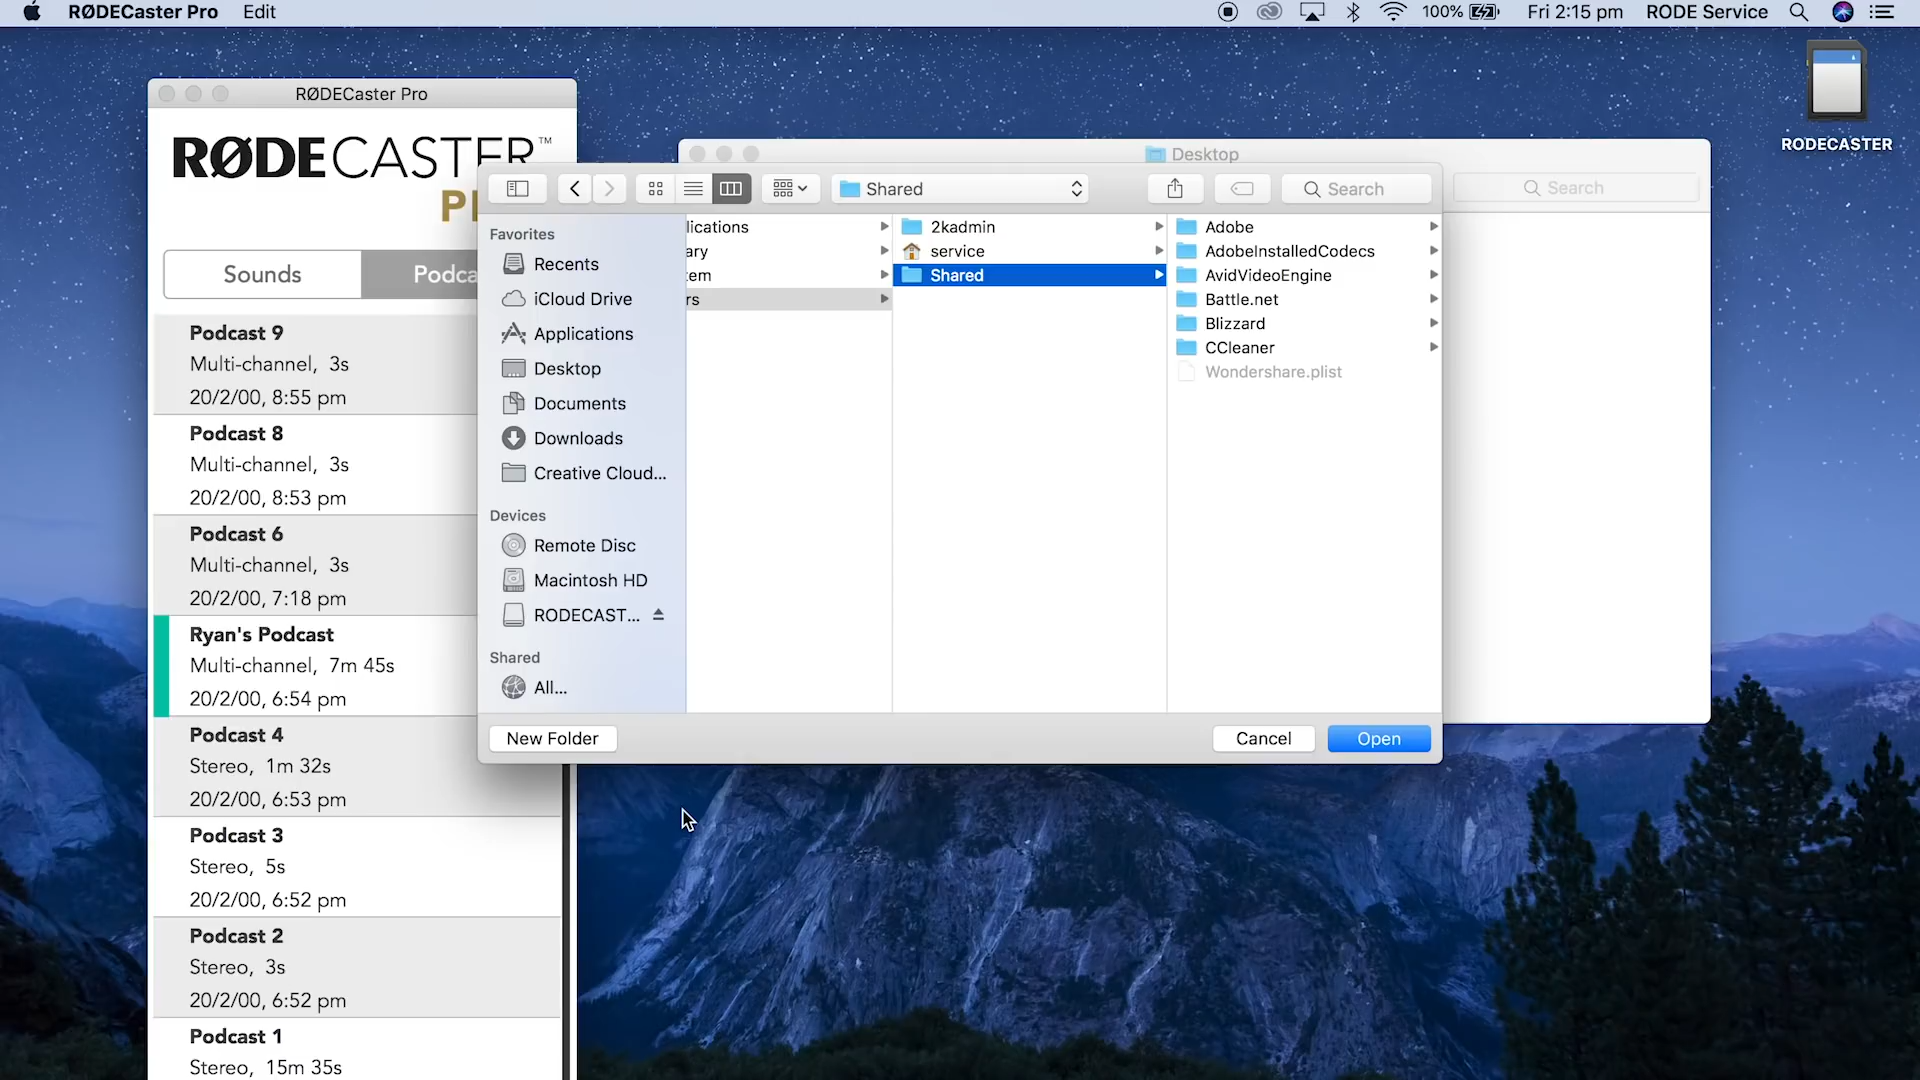 RØDECaster Pro Edit 100% Fri 2:15 pm RODE Service
RODECASTER
RØDECaster Pro
RØDECASTER™
Sounds
Podcast 9
Multi-channel, 3s
20/2/00, 8:55 pm
Podcast 8
Multi-channel, 3s
20/2/00, 8:53 pm
Podcast 6
Multi-channel, 3s
20/2/00, 7:18 pm
Ryan's Podcast
Multi-channel, 7m 45s
20/2/00, 6:54 pm
Podcast 4
Stereo, 1m 32s
20/2/00, 6:53 pm
Podcast 3
Stereo, 5s
20/2/00, 6:52 pm
Podcast 2
Stereo, 3s
20/2/00, 6:52 pm
Podcast 1
Stereo, 15m 35s
Desktop
Search
Shared
Search
Favorites
Recents
iCloud Drive
Applications
Desktop
Documents
Downloads
Creative Cloud...
Devices
Remote Disc
Macintosh HD
RODECAST...
Shared
All...
lications
ary
tem
rs
2kadmin
service
Shared
Adobe
AdobeInstalledCodecs
AvidVideoEngine
Battle.net
Blizzard
CCleaner
Wondershare.plist
New Folder
Cancel
Open